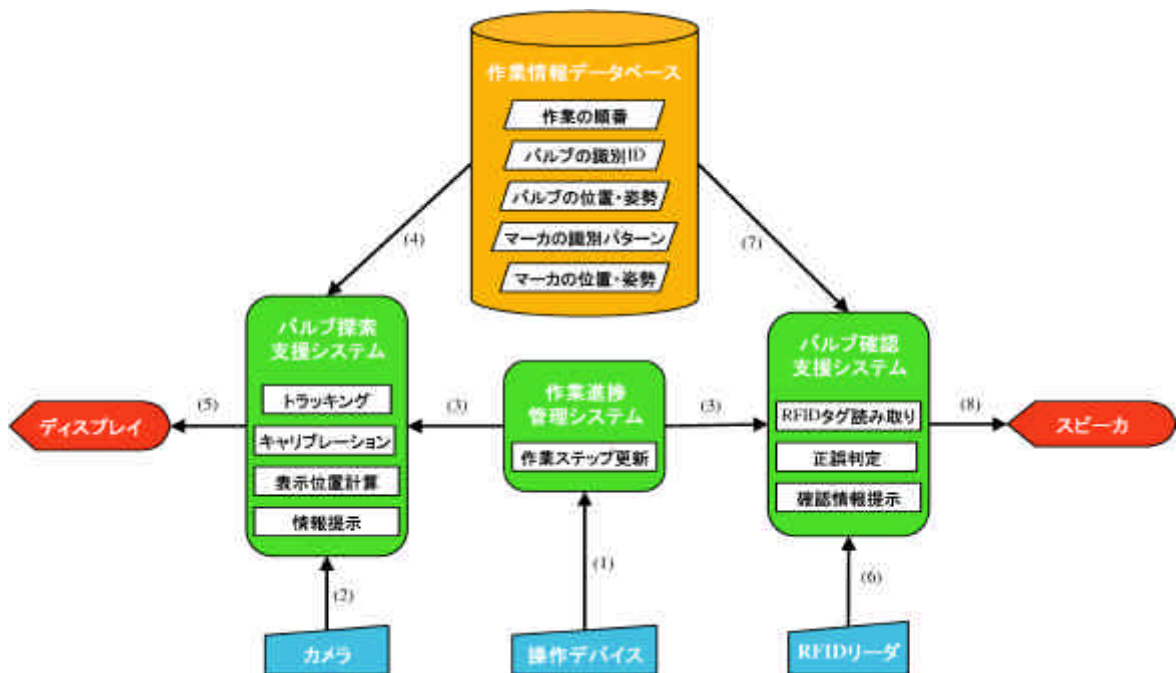 作業情報データベース
作業の順番
バルブの識別ID
バルブの位置・姿勢
マーカの識別パターン
マーカの位置・姿勢
(4)
(7)
バルブ探索
支援システム
トラッキング
キャリブレーション
表示位置計算
情報提示
作業進捗
管理システム
作業ステップ更新
バルブ確認
支援システム
RFIDタグ読み取り
正誤判定
確認情報提示
ディスプレイ
(5)
(3)
(3)
(8)
スピーカ
(2)
(1)
(6)
カメラ
操作デバイス
RFIDリーダ